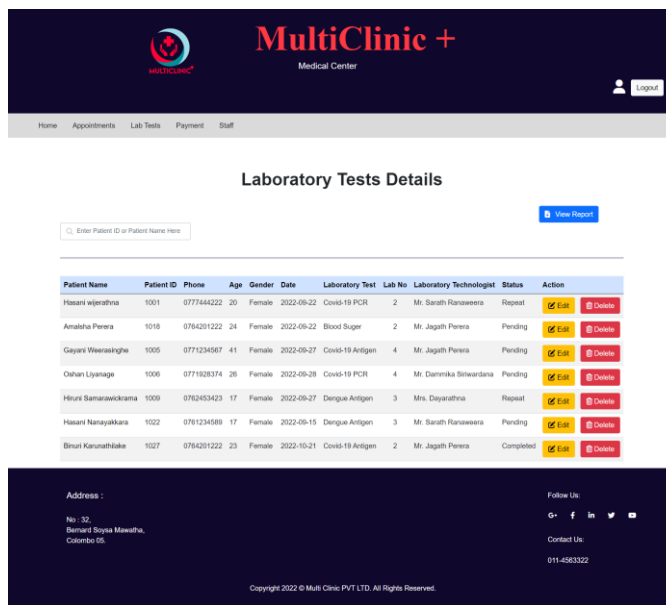 MultiClinic +
MULTICLINIC+
Medical Center
Logout
Home Appointments Lab Tests Payment Staff
Laboratory Tests Details
View Report
Enter Patient ID or Patient Name Here
Patient Name Patient ID Phone Age Gender Date Laboratory Test Lab No Laboratory Technologist Status Action
Hasani wijerathna 1001 0777444222 20 Female 2022-09-22 Covid-19 PCR 2 Mr. Sarath Ranaweera Repeat Edit Delete
Amalsha Perera 1018 0764201222 24 Female 2022-09-22 Blood Suger 2 Mr. Jagath Perera Pending Edit Delete
Gayani Weerasinghe 1005 0771234567 41 Female 2022-09-27 Covid-19 Antigen 4 Mr. Jagath Perera Pending Edit Delete
Oshan Liyanage 1006 0771928374 26 Female 2022-09-28 Covid-19 PCR 4 Mr. Dammika Siriwardana Pending Edit Delete
Hiruni Samarawickrama 1009 0762453423 17 Female 2022-09-27 Dengue Antigen 3 Mrs. Dayarathna Repeat Edit Delete
Hasani Nanayakkara 1022 0761234589 17 Female 2022-09-15 Dengue Antigen 3 Mr. Sarath Ranaweera Pending Edit Delete
Binuri Karunathilake 1027 0764201222 23 Female 2022-10-21 Covid-19 Antigen 2 Mr. Jagath Perera Completed Edit Delete
Address :
No : 32,
Bernard Soysa Mawatha,
Colombo 05.
Follow Us:
G+ f in
Contact Us:
011-4563322
Copyright 2022 © Multi Clinic PVT LTD. All Rights Reserved.